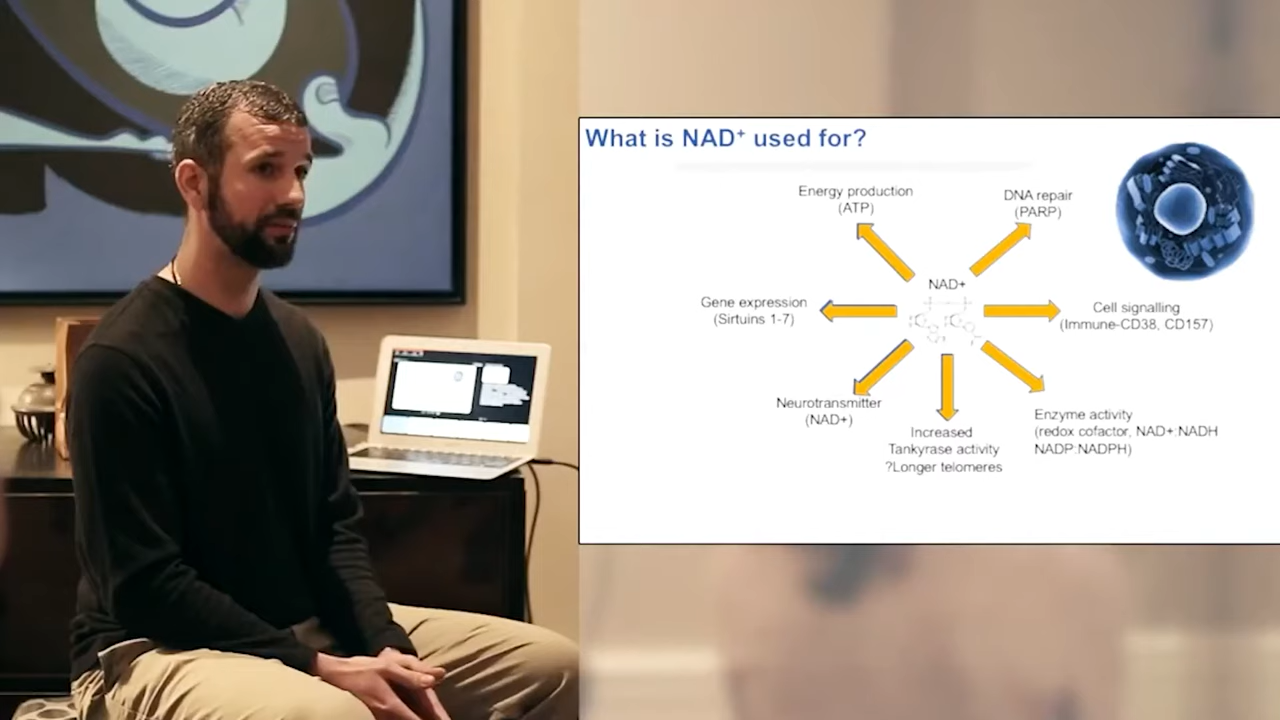 What is NAD+ used for?
Energy production
(ATP)
DNA repair
(PARP)
NAD+
Gene expression
(Sirtuins 1-7)
Cell signalling
(Immune-CD38, CD157)
Neurotransmitter
(NAD+)
Increased
Tankyrase activity
?Longer telomeres
Enzyme activity
(redox cofactor, NAD+:NADH
NADP:NADPH)